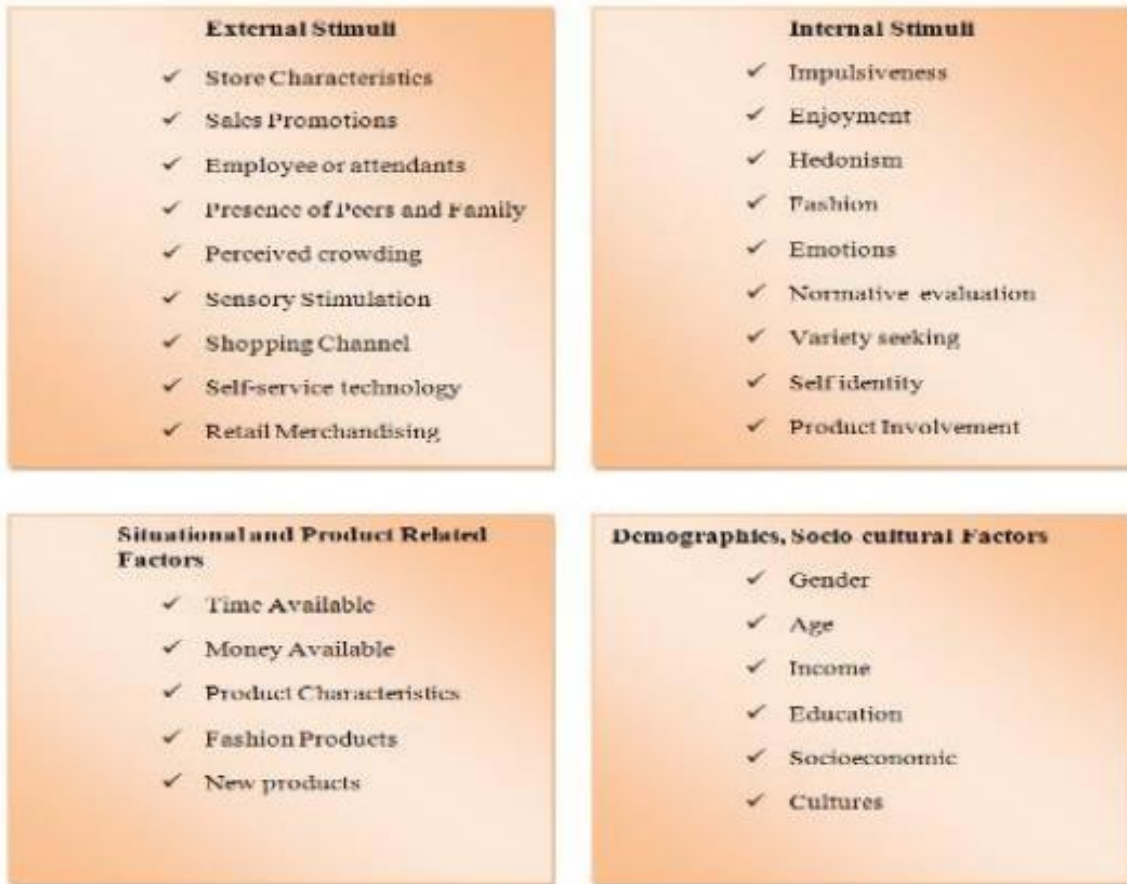 External Stimuli
✓ Store Characteristics
✓ Sales Promotions
✓ Employee or attendants
✓ Presence of Peers and Family
✓ Perceived crowding
✓ Sensory Stimulation
✓ Shopping Channel
✓ Self-service technology
✓ Retail Merchandising
Internal Stimuli
✓ Impulsiveness
✓ Enjoyment
✓ Hedonism
✓ Fashion
✓ Emotions
✓ Normative evaluation
✓ Variety seeking
✓ Self identity
✓ Product Involvement
Situational and Product Related
Factors
✓ Time Available
✓ Money Available
✓ Product Characteristics
✓ Fashion Products
✓ New products
Demographics, Socio cultural Factors
✓ Gender
✓ Age
✓ Income
✓ Education
✓ Socioeconomic
✓ Cultures